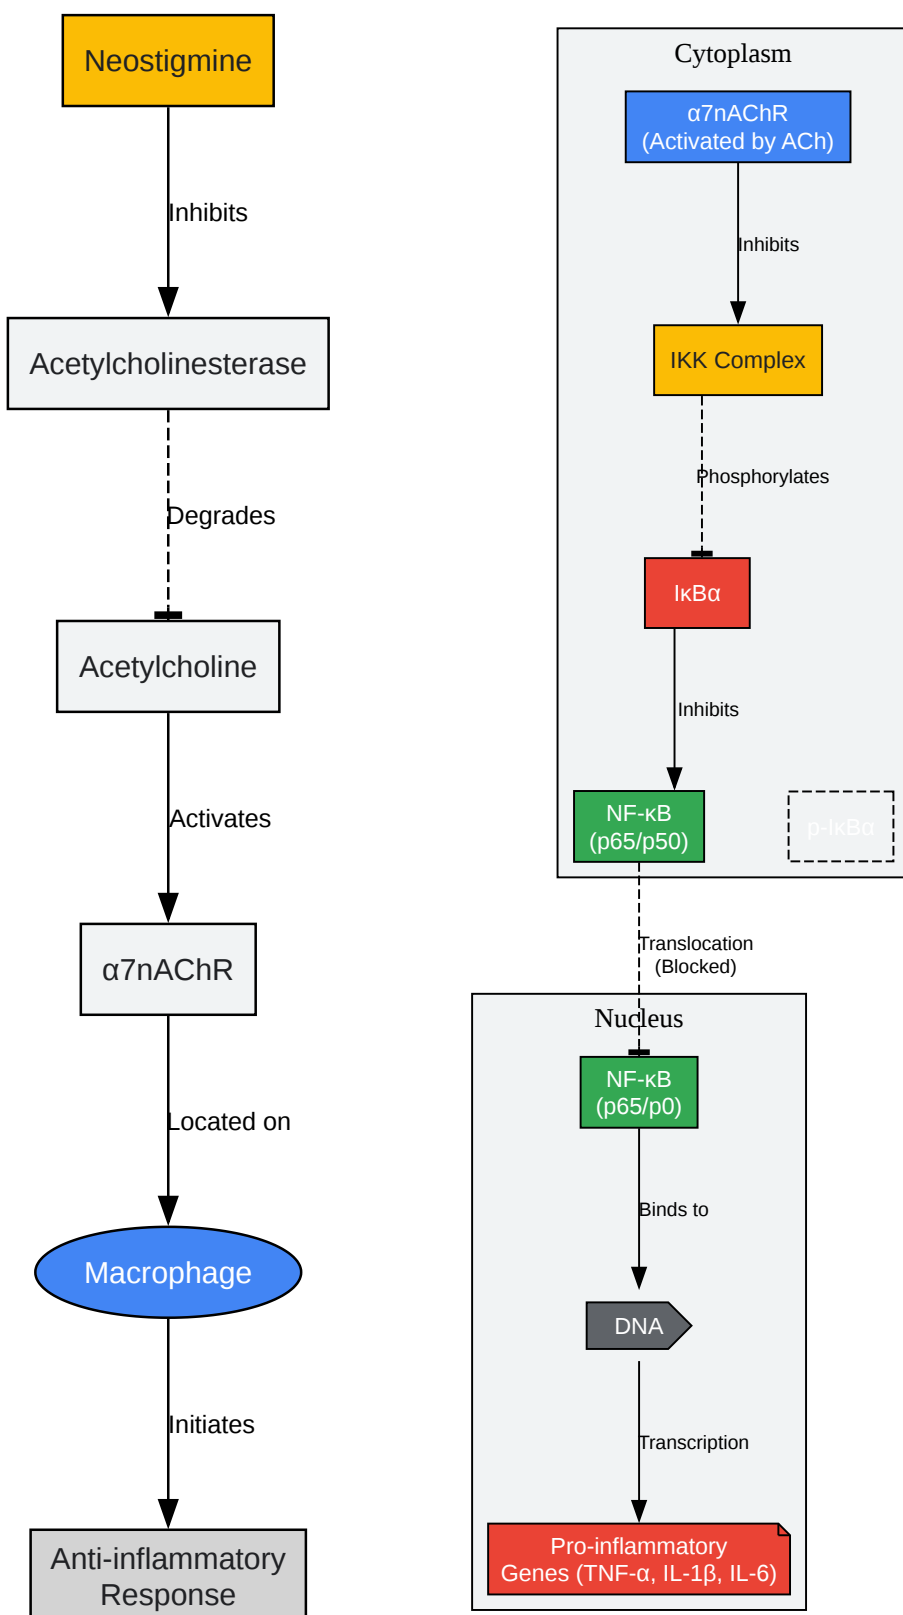 Neostigmine
Inhibits
Acetylcholinesterase
Degrades
Acetylcholine
Activates
α7nAChR
Located on
Macrophage
Initiates
Anti-inflammatory
Response
Cytoplasm
α7nAChR
(Activated by ACh)
Inhibits
IKK Complex
Phosphorylates
IκBα
Inhibits
NF-κB
(p65/p50)
p-IκBα
Translocation
(Blocked)
Nucleus
NF-κB
(p65/p0)
Binds to
DNA
Transcription
Pro-inflammatory
Genes (TNF-α, IL-1β, IL-6)